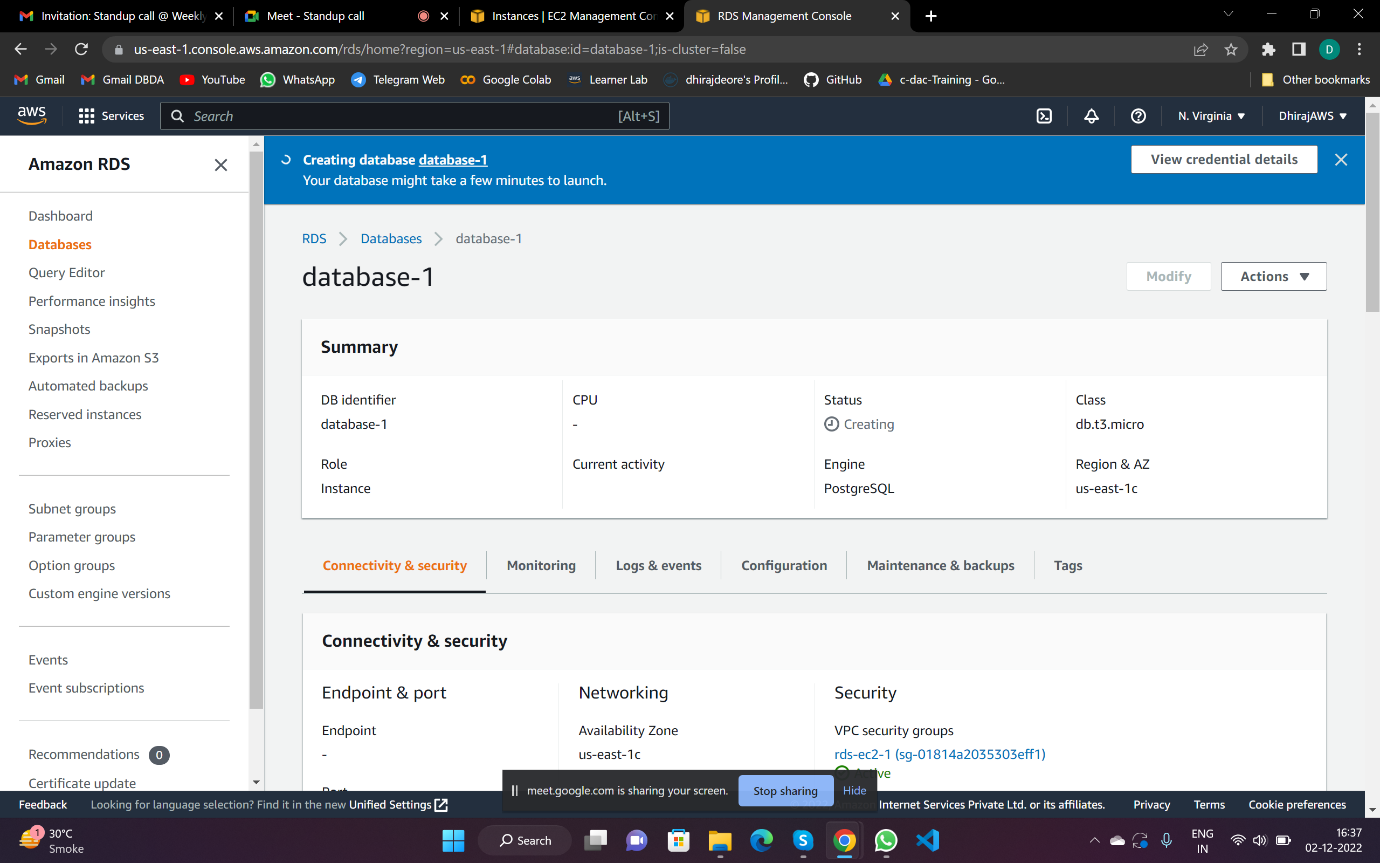 Invitation: Standup call @ Weekly
Meet - Standup call
Instances | EC2 Management Con
RDS Management Console
us-east-1.console.aws.amazon.com/rds/home?region=us-east-1#database:id=database-1;is-cluster=false
D
Gmail
Gmail DBDA
YouTube
WhatsApp
Telegram Web
Google Colab
aws
Learner Lab
dhirajdeore's Profil...
GitHub
c-dac-Training - Go...
Other bookmarks
aws
Services
Search
[Alt+S]
N. Virginia
DhirajAWS
Amazon RDS
Dashboard
Databases
Query Editor
Performance insights
Snapshots
Exports in Amazon S3
Automated backups
Reserved instances
Proxies
Subnet groups
Parameter groups
Option groups
Custom engine versions
Events
Event subscriptions
Recommendations 0
Certificate update
Creating database database-1
Your database might take a few minutes to launch.
View credential details
RDS
Databases
database-1
database-1
Modify
Actions
Summary
DB identifier
database-1
CPU
-
Status
Creating
Class
db.t3.micro
Role
Instance
Current activity
Engine
PostgreSQL
Region & AZ
us-east-1c
Connectivity & security
Monitoring
Logs & events
Configuration
Maintenance & backups
Tags
Connectivity & security
Endpoint & port
Endpoint
-
Networking
Availability Zone
us-east-1c
Security
VPC security groups
rds-ec2-1 (sg-01814a2035303eff1)
meet.google.com is sharing your screen.
Stop sharing
Hide
Feedback
Looking for language selection? Find it in the new Unified Settings
Internet Services Private Ltd. or its affiliates.
Privacy
Terms
Cookie preferences
1
30°C
Smoke
Search
ENG
IN
16:37
02-12-2022